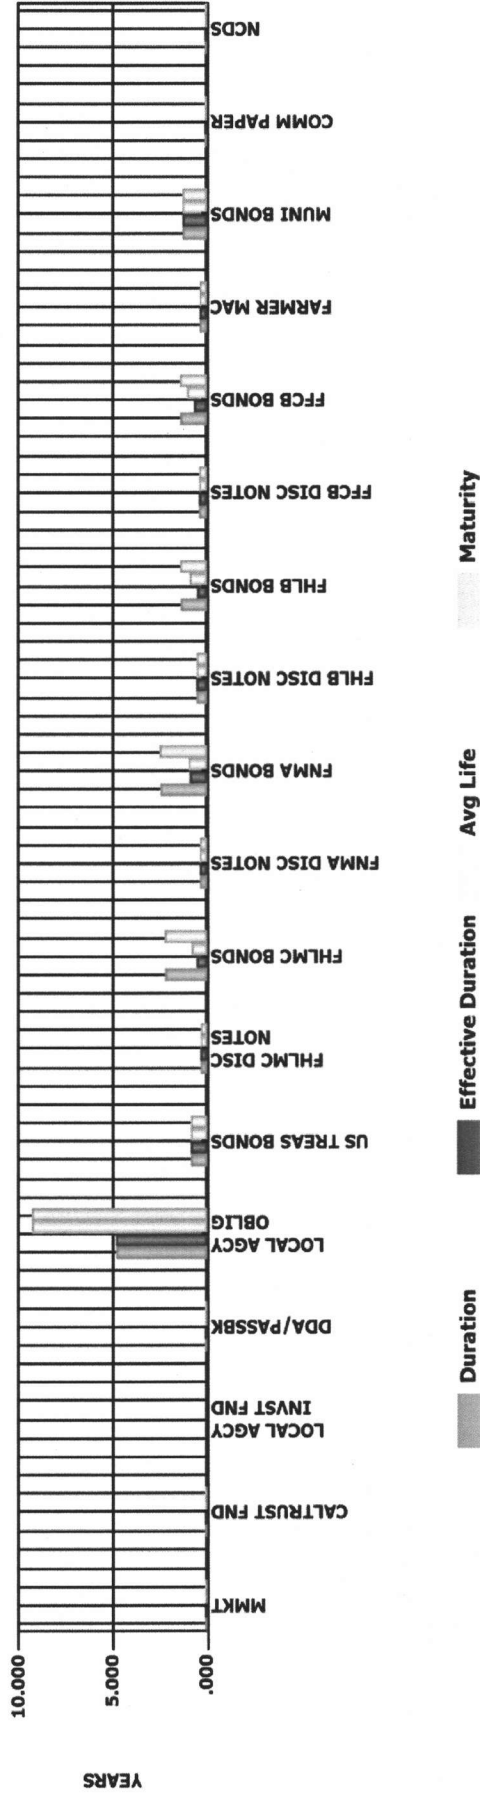 YEARS
10.000
5.000
.000
MMKT
CALTRUST FND
LOCAL AGCY
INVST FND
DDA/PASSBK
LOCAL AGCY
OBLIG
US TREAS BONDS
FHLMC DISC
NOTES
FHLMC BONDS
FNMA DISC NOTES
FNMA BONDS
FHLB DISC NOTES
FHLB BONDS
FFCB DISC NOTES
FFCB BONDS
FARMER MAC
MUNI BONDS
COMM PAPER
NCDS
Duration
Effective Duration
Avg Life
Maturity